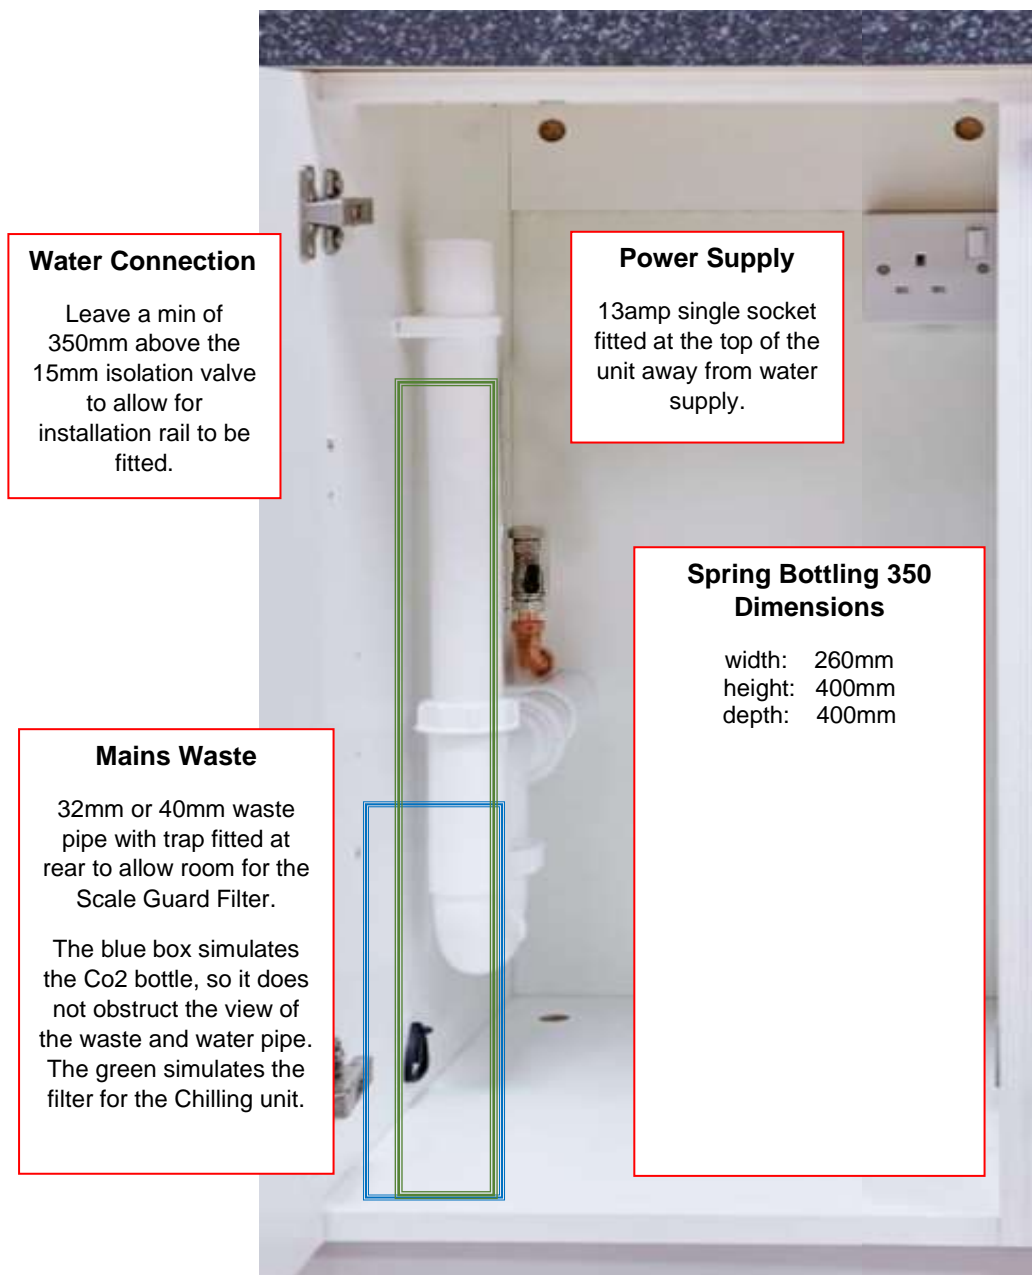 Water Connection
Leave a min of
350mm above the
15mm isolation valve
to allow for
installation rail to be
fitted.
Power Supply
13amp single socket
fitted at the top of the
unit away from water
supply.
Spring Bottling 350
Dimensions
width: 260mm
height: 400mm
depth: 400mm
Mains Waste
32mm or 40mm waste
pipe with trap fitted at
rear to allow room for the
Scale Guard Filter.
The blue box simulates
the Co2 bottle, so it does
not obstruct the view of
the waste and water pipe.
The green simulates the
filter for the Chilling unit.